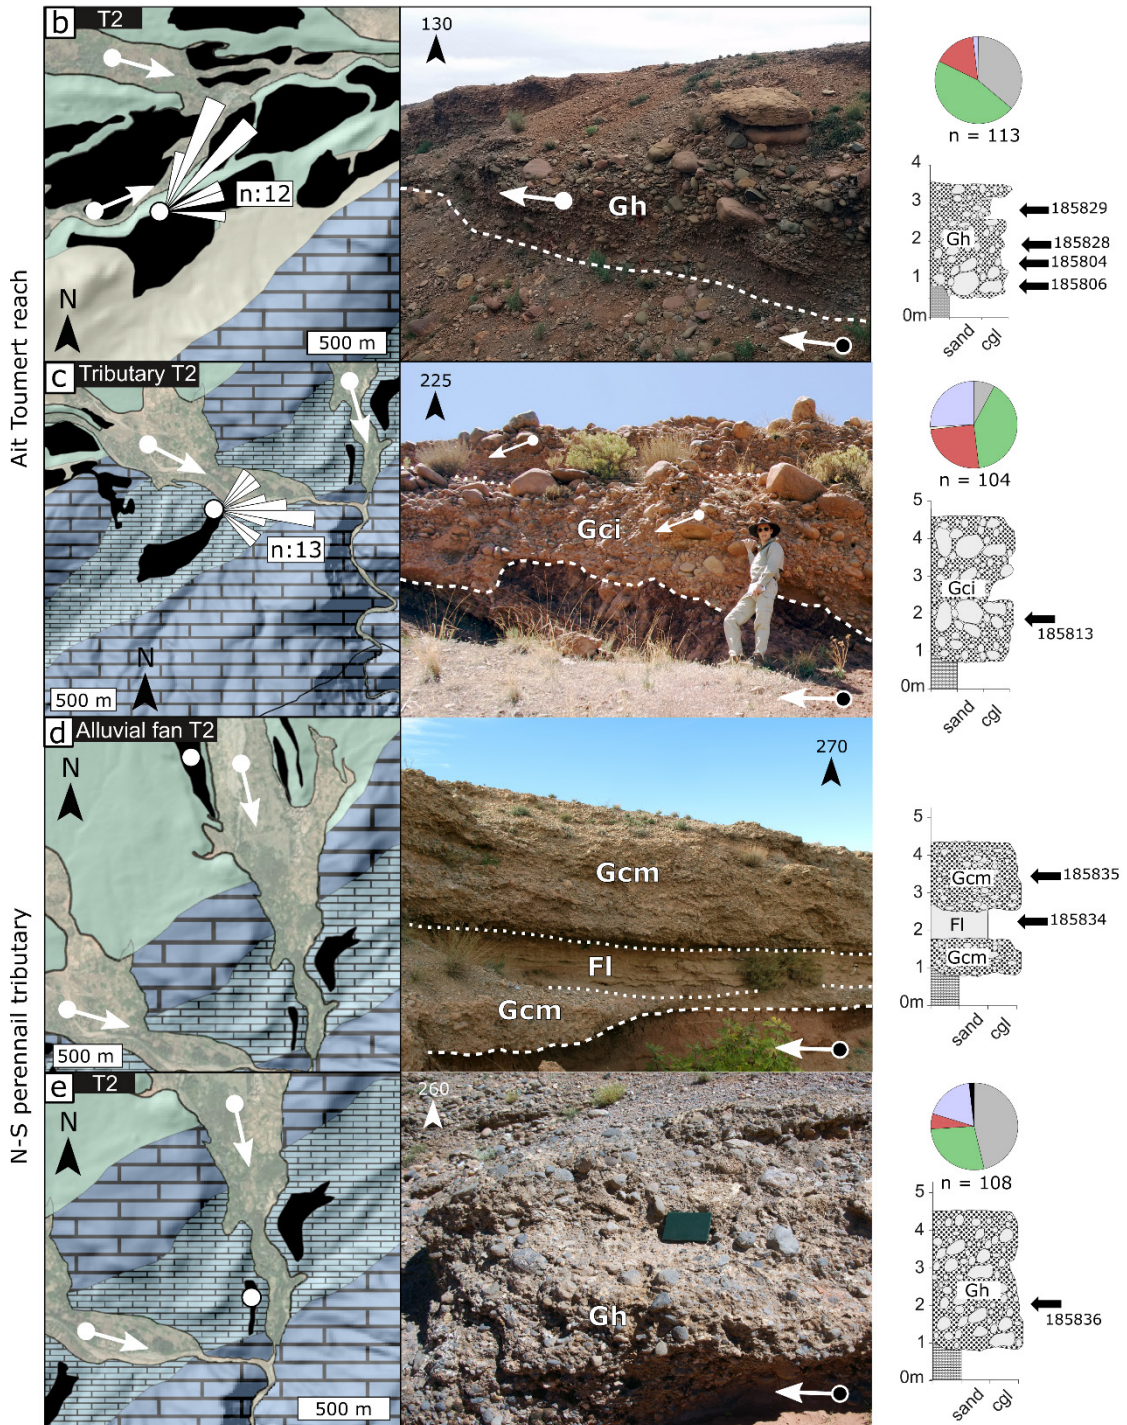 Ait Toumert reach
N-S perennail tributary
b T2
n:12
N
500 m
130
Gh
n = 113
4
3
2
1
0m
Gh
sand
cgl
185829
185828
185804
185806
c Tributary T2
n:13
N
500 m
225
Gci
n = 104
5
4
3
2
1
0m
Gci
sand
cgl
185813
d Alluvial fan T2
N
500 m
270
Gcm
Fl
Gcm
5
4
3
2
1
0m
Gcm
Fl
Gcm
sand
cgl
185835
185834
e T2
N
500 m
260
Gh
n = 108
5
4
3
2
1
0m
Gh
sand
cgl
185836